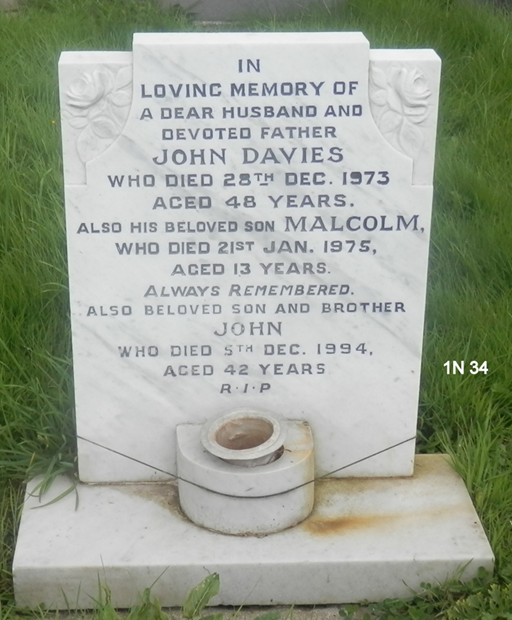 IN
LOVING MEMORY OF
A DEAR HUSBAND AND
DEVOTED FATHER
JOHN DAVIES
WHO DIED 28TH DEC. 1973
AGED 48 YEARS.
ALSO HIS BELOVED SON MALCOLM,
WHO DIED 21ST JAN. 1975,
AGED 13 YEARS.
ALWAYS REMEMBERED.
ALSO BELOVED SON AND BROTHER
JOHN
WHO DIED 5TH DEC. 1994,
AGED 42 YEARS
R·I·P
1N 34